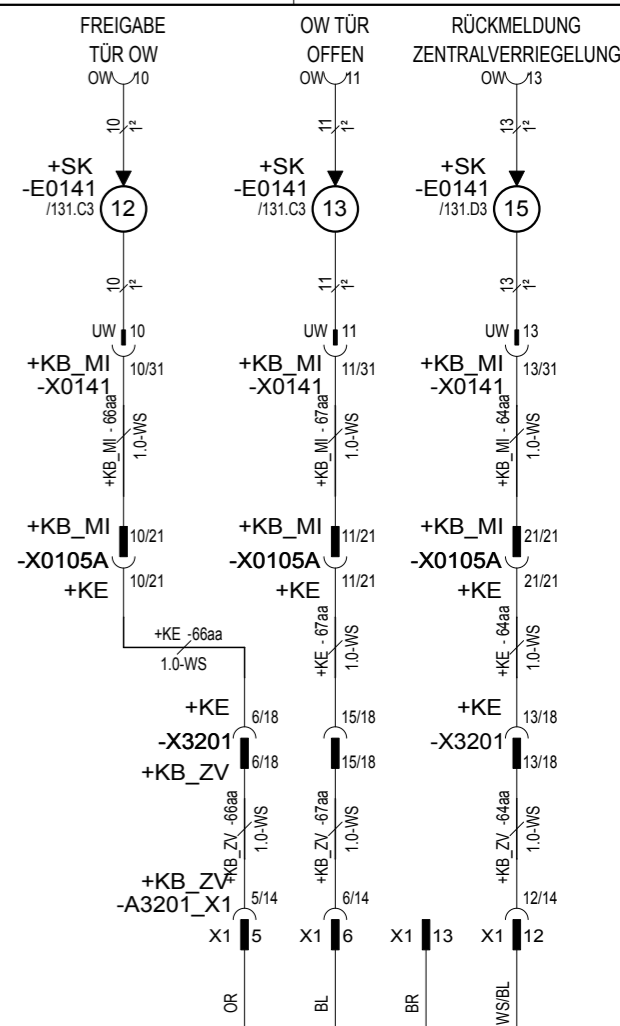 FREIGABE OW TÜR RÜCKMELDUNG
TÜR OW OFFEN ZENTRALVERRIEGELUNG
OW 10 OW 11 OW 13
10 1² 11 1² 13 1²
+SK +SK +SK
-E0141 -E0141 -E0141
/131.C3 12 /131.C3 13 /131.D3 15
10 1² 11 1² 13 1²
UW 10 UW 11 UW 13
+KB_MI 10/31 +KB_MI 11/31 +KB_MI 13/31
-X0141 -X0141 -X0141
+KB_MI - 66aa 1.0-WS +KB_MI - 67aa 1.0-WS +KB_MI - 64aa 1.0-WS
+KB_MI 10/21 +KB_MI 11/21 +KB_MI 21/21
-X0105A -X0105A -X0105A
+KE 10/21 +KE 11/21 +KE 21/21
+KE -66aa
1.0-WS
+KE - 67aa 1.0-WS +KE - 64aa 1.0-WS
+KE 6/18 15/18 +KE 13/18
-X3201 -X3201
+KB_ZV 6/18 15/18 13/18
+KB_ZV -66aa 1.0-WS +KB_ZV -67aa 1.0-WS +KB_ZV -64aa 1.0-WS
+KB_ZV 5/14 6/14 12/14
-A3201_X1
X1 5 X1 6 X1 13 X1 12
OR BL BR WS/BL